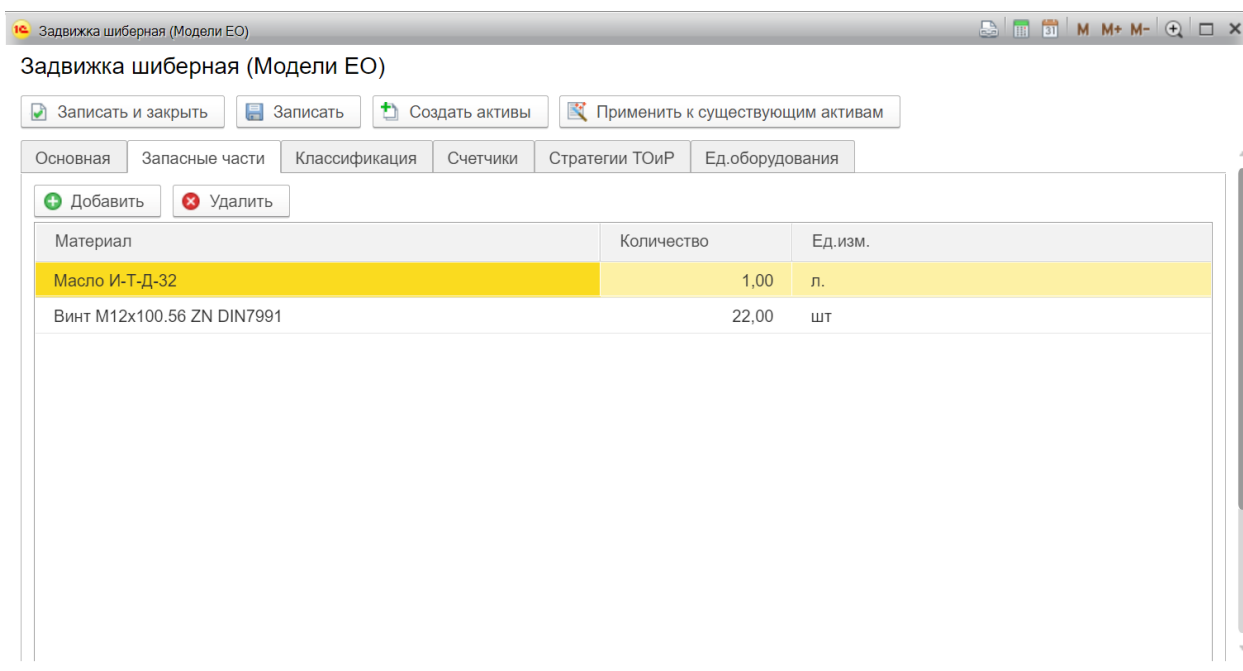 1С Задвижка шиберная (Модели ЕО) 31 M M+ M-
Задвижка шиберная (Модели ЕО)
Записать и закрыть Записать Создать активы Применить к существующим активам
Основная Запасные части Классификация Счетчики Стратегии ТОиР Ед.оборудования
Добавить Удалить
Материал Количество Ед.изм.
Масло И-Т-Д-32 1,00 л.
Винт М12х100.56 ZN DIN7991 22,00 шт